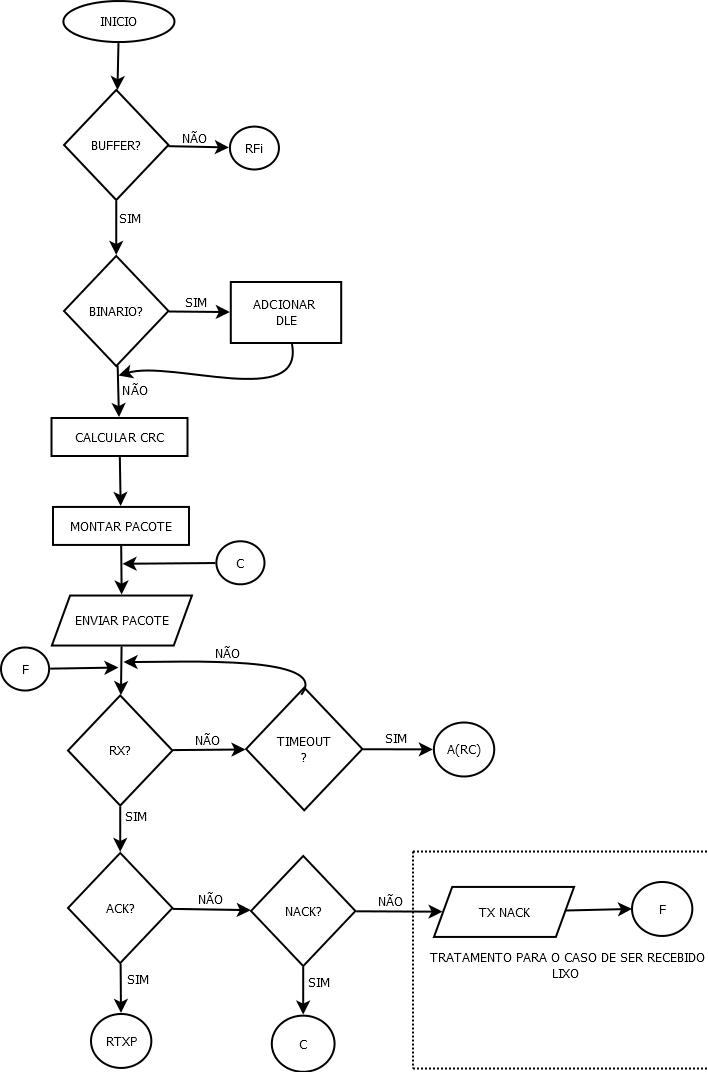 INICIO
BUFFER?
NÃO
RFi
SIM
BINARIO?
SIM
ADCIONAR
DLE
NÃO
CALCULAR CRC
MONTAR PACOTE
C
ENVIAR PACOTE
F
NÃO
RX?
NÃO
TIMEOUT
?
SIM
A(RC)
SIM
ACK?
NÃO
NACK?
NÃO
TX NACK
F
TRATAMENTO PARA O CASO DE SER RECEBIDO
LIXO
SIM
RTXP
SIM
C